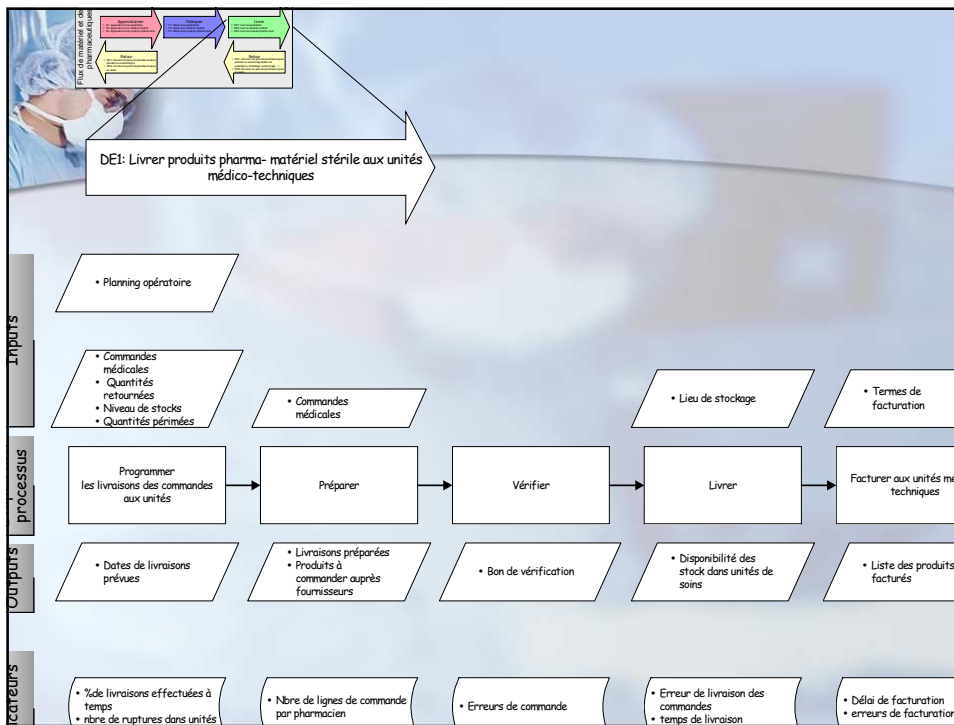 Flux de matériel et de
pharmaceutiques
Approvisionner
Fabriquer
Livrer
Retour
Retour
DE1: Livrer produits pharma- matériel stérile aux unités
médico-techniques
Inputs
• Planning opératoire
• Commandes
médicales
• Quantités
retournées
• Niveau de stocks
• Quantités périmées
• Commandes
médicales
• Lieu de stockage
• Termes de
facturation
processus
Programmer
les livraisons des commandes
aux unités
Préparer
Vérifier
Livrer
Facturer aux unités mé
techniques
Outputs
• Dates de livraisons
prévues
• Livraisons préparées
• Produits à
commander auprès
fournisseurs
• Bon de vérification
• Disponibilité des
stock dans unités de
soins
• Liste des produits
facturés
icateurs
• %de livraisons effectuées à
temps
• nbre de ruptures dans unités
• Nbre de lignes de commande
par pharmacien
• Erreurs de commande
• Erreur de livraison des
commandes
• temps de livraison
• Délai de facturation
• erreurs de facturation